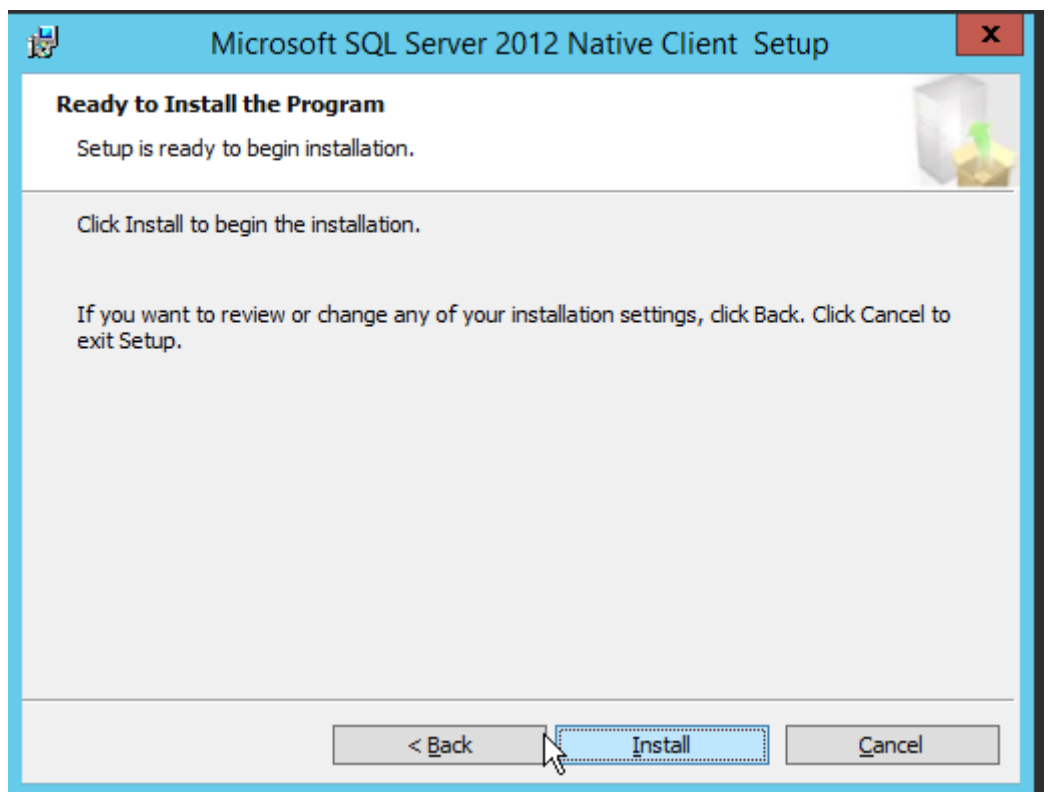 Microsoft SQL Server 2012 Native Client Setup
x
Ready to Install the Program
Setup is ready to begin installation.
Click Install to begin the installation.
If you want to review or change any of your installation settings, click Back. Click Cancel to
exit Setup.
< Back
Install
Cancel